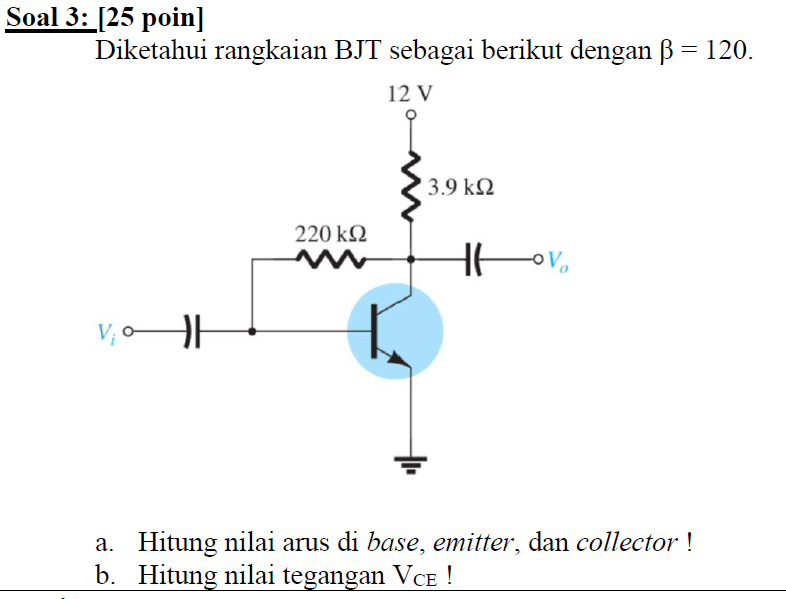 Soal 3: [25 poin]
Diketahui rangkaian BJT sebagai berikut dengan β = 120.
12 V
3.9 kΩ
220 kΩ
Vo
Vi
a. Hitung nilai arus di base, emitter, dan collector !
b. Hitung nilai tegangan VCE !